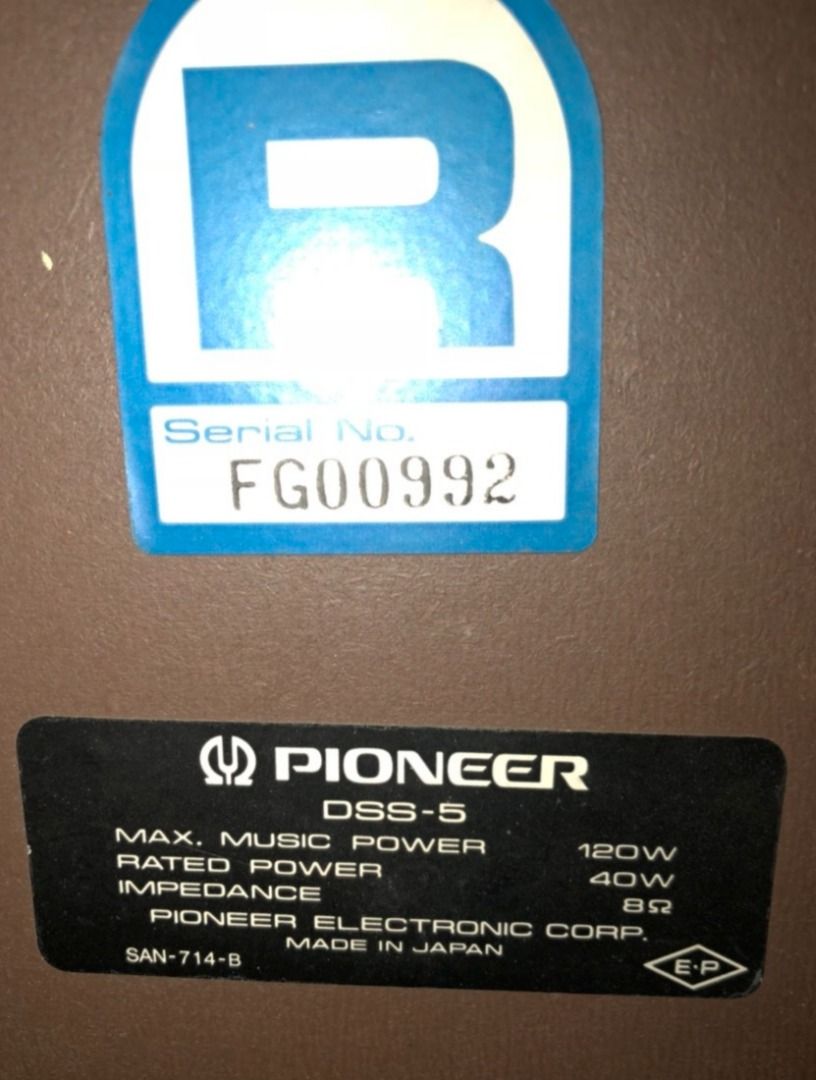 R
Serial No.
FG00992
PIONEER
DSS-5
MAX. MUSIC POWER 120W
RATED POWER 40W
IMPEDANCE 8Ω
PIONEER ELECTRONIC CORP.
MADE IN JAPAN
SAN-714-B
E·P